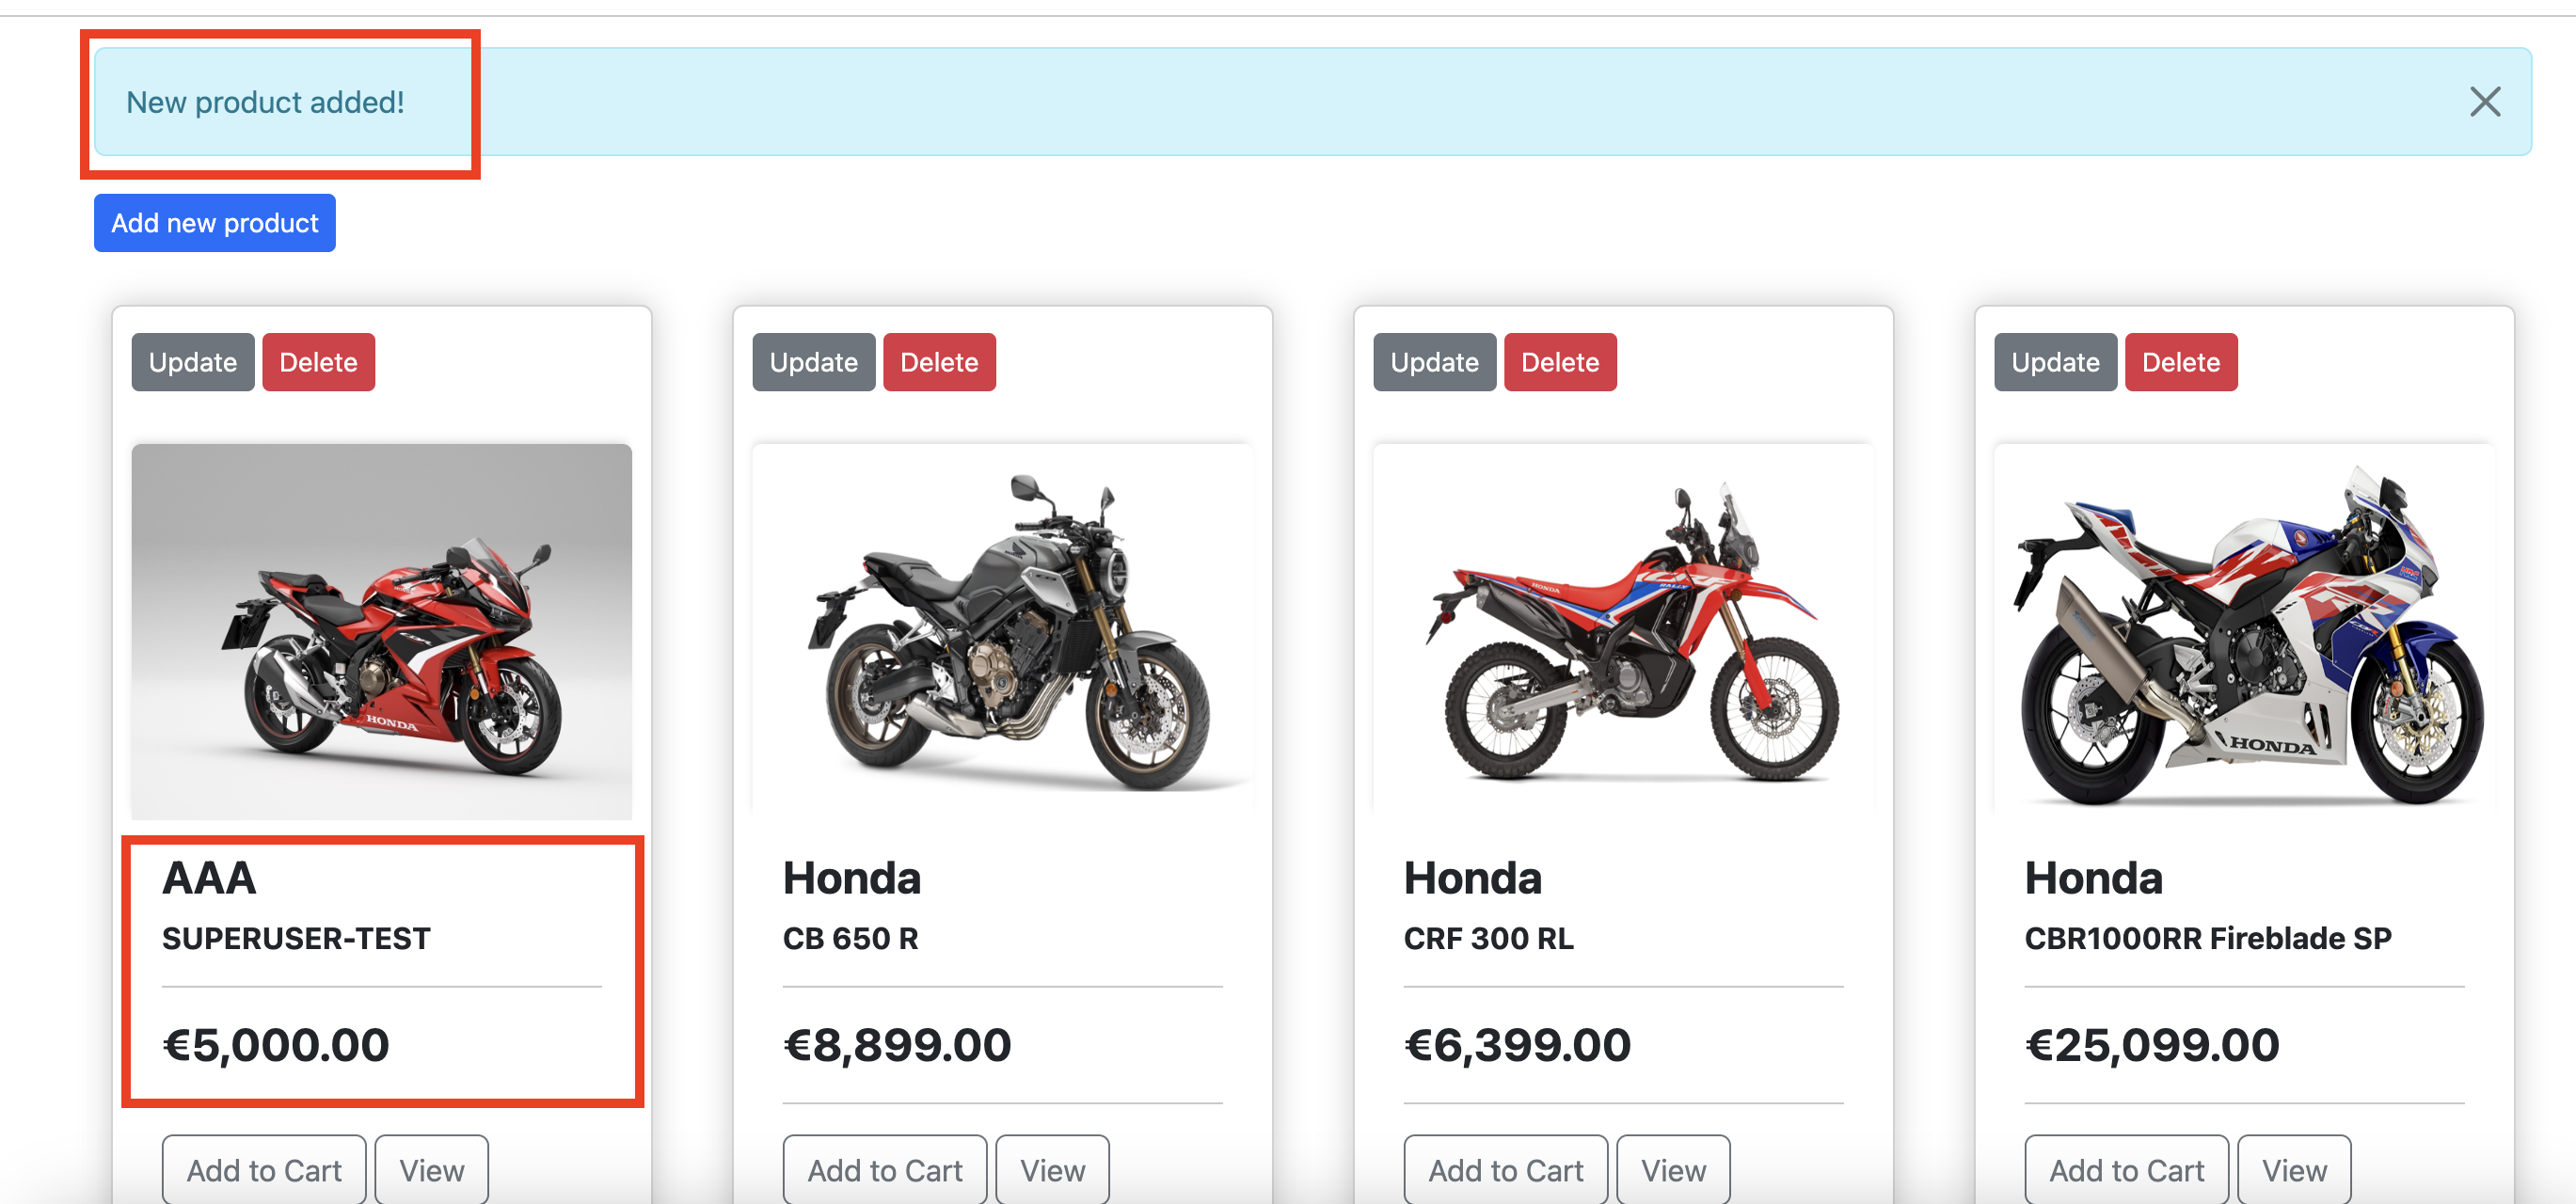 New product added!
Add new product
Update Delete
Update Delete
Update Delete
Update Delete
HONDA
HONDA
RALLY
HONDA
AAA
SUPERUSER-TEST
€5,000.00
Add to Cart View
Honda
CB 650 R
€8,899.00
Add to Cart View
Honda
CRF 300 RL
€6,399.00
Add to Cart View
Honda
CBR1000RR Fireblade SP
€25,099.00
Add to Cart View